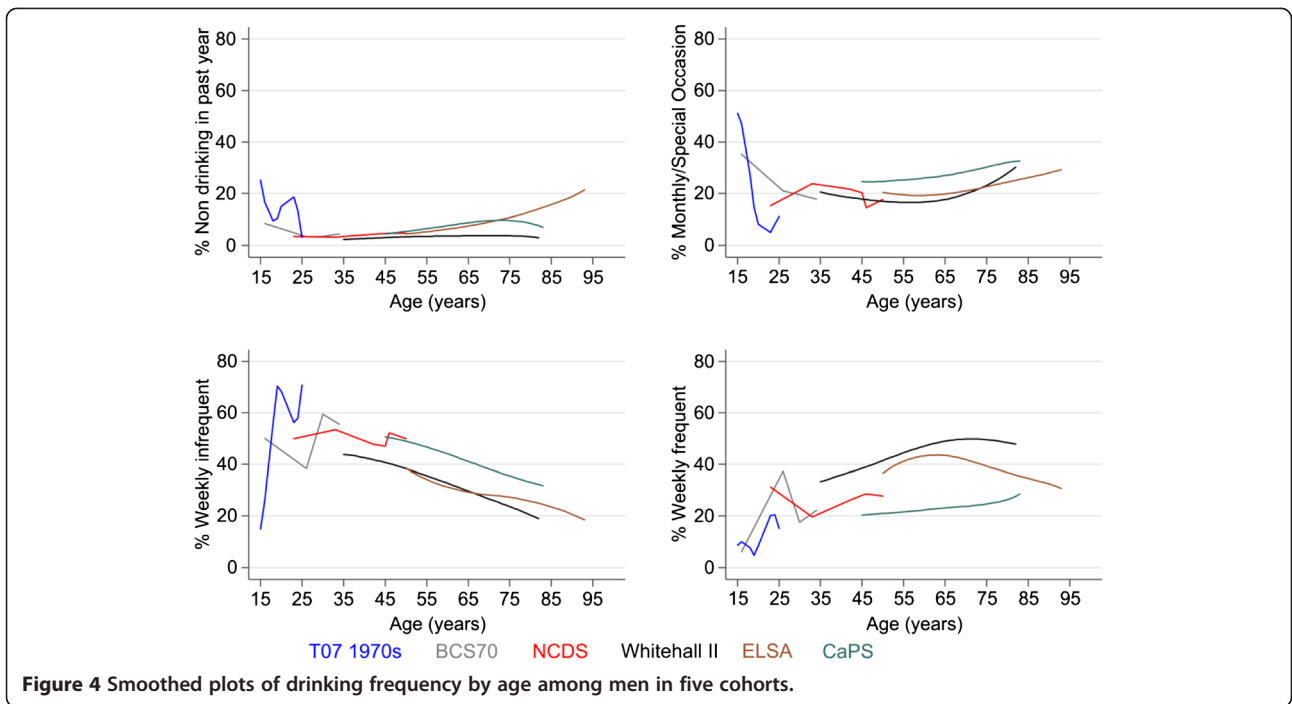 % Non drinking in past year
80
60
40
20
0
15 25 35 45 55 65 75 85 95
Age (years)
% Monthly/Special Occasion
80
60
40
20
0
15 25 35 45 55 65 75 85 95
Age (years)
% Weekly infrequent
80
60
40
20
0
15 25 35 45 55 65 75 85 95
Age (years)
% Weekly frequent
80
60
40
20
0
15 25 35 45 55 65 75 85 95
Age (years)
T07 1970s BCS70 NCDS Whitehall II ELSA CaPS
Figure 4 Smoothed plots of drinking frequency by age among men in five cohorts.